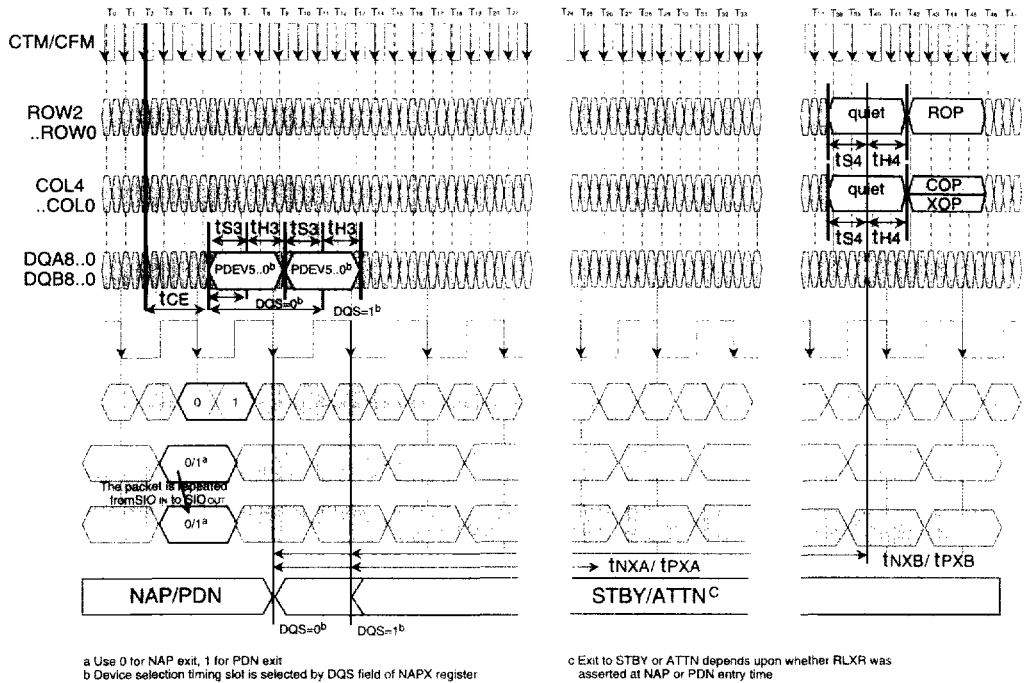 CTM/CFM
ROW2
..ROW0
quiet
ROP
tS4 tH4
COL4
..COL0
quiet
COP
XOP
tS4 tH4
tS3 tH3 tS3 tH3
DQA8..0
DQB8..0
PDEV5..0b
PDEV5..0b
tCE
DQS=0b
DQS=1b
0 1
0/1a
The packet is repeated
from SIO IN to SIO OUT
0/1a
tNXA/ tPXA
tNXB/ tPXB
NAP/PDN
STBY/ATTNC
DQS=0b
DQS=1b
a Use 0 for NAP exit, 1 for PDN exit
b Device selection timing slot is selected by DQS field of NAPX register
c Exit to STBY or ATTN depends upon whether RLXR was
asserted at NAP or PDN entry time